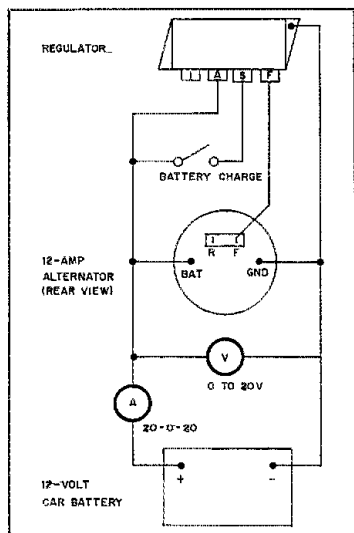 REGULATOR
I A S F
BATTERY CHARGE
R F
12-AMP
ALTERNATOR
(REAR VIEW)
BAT
GND
V
0 TO 20V
A
20-0-20
+ -
12-VOLT
CAR BATTERY